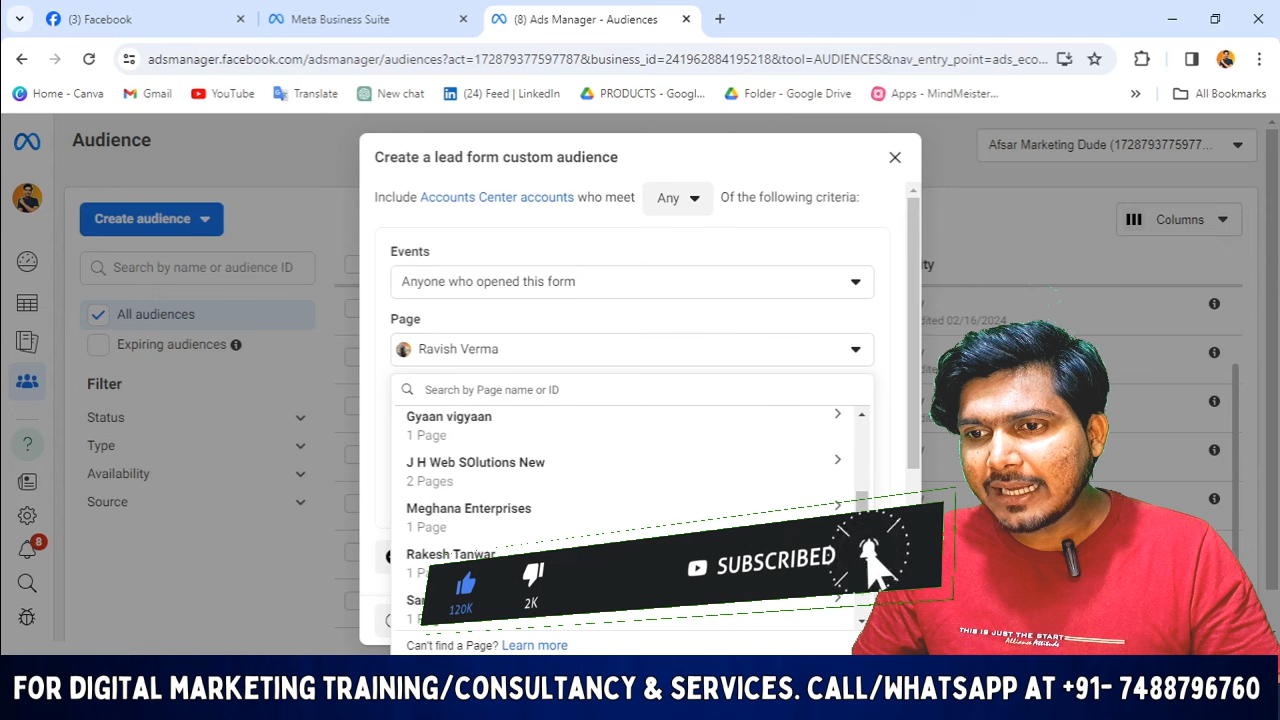 (3) Facebook
Meta Business Suite
(8) Ads Manager - Audiences
adsmanager.facebook.com/adsmanager/audiences?act=1728793775977787&business_id=241962884195218&tool=AUDIENCES&nav_entry_point=ads_eco...
Home - Canva
Gmail
YouTube
Translate
New chat
(24) Feed | LinkedIn
PRODUCTS - Googl...
Folder - Google Drive
Apps - MindMeister...
All Bookmarks
Audience
Afsar Marketing Dude (1728793775977...
Create audience
Columns
Search by name or audience ID
All audiences
Expiring audiences
Filter
Status
Type
Availability
Source
8
Create a lead form custom audience
Include Accounts Center accounts who meet Any Of the following criteria:
Events
Anyone who opened this form
Page
Ravish Verma
Search by Page name or ID
Gyaan vigyaan
1 Page
J H Web SOlutions New
2 Pages
Meghana Enterprises
1 Page
Rakesh Tanwar
Can't find a Page? Learn more
dited 02/16/2024
120K
2K
SUBSCRIBED
THIS IS JUST THE START
Alliance Attitude
FOR DIGITAL MARKETING TRAINING/CONSULTANCY & SERVICES. CALL/WHATSAPP AT +91- 7488796760